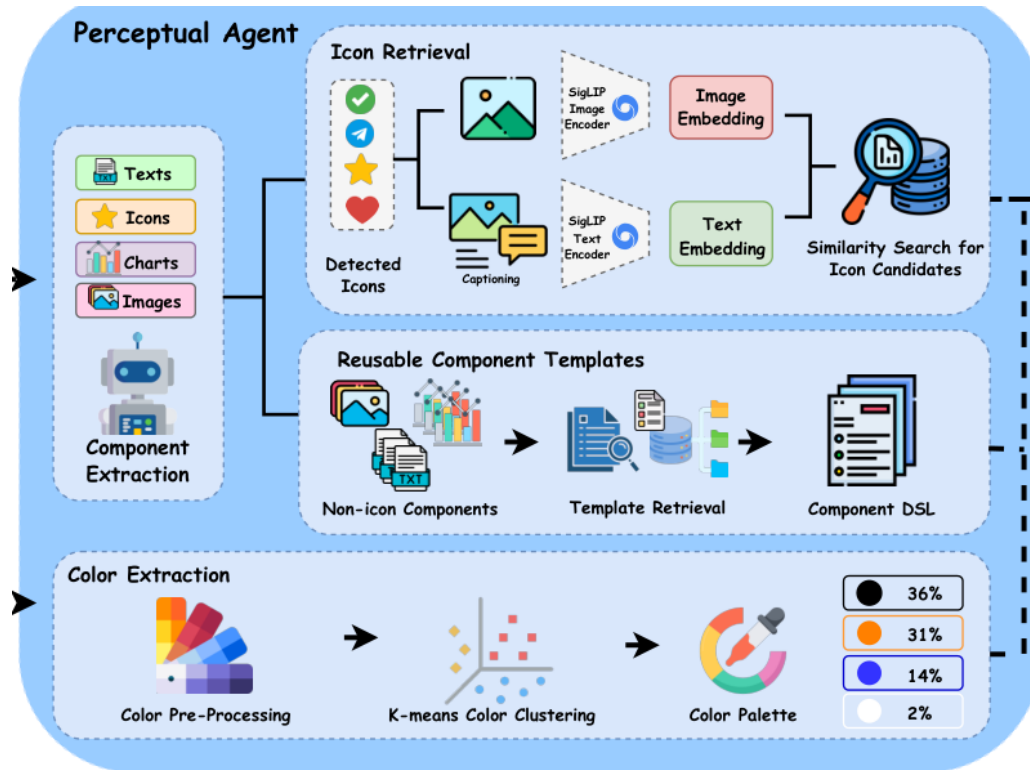 Perceptual Agent
Texts
Icons
Charts
Images
TXT
Component
Extraction
Icon Retrieval
Detected
Icons
Captioning
SigLIP
Image
Encoder
SigLIP
Text
Encoder
Image
Embedding
Text
Embedding
Similarity Search for
Icon Candidates
Reusable Component Templates
TXT
Non-icon Components
Template Retrieval
Component DSL
Color Extraction
Color Pre-Processing
K-means Color Clustering
Color Palette
36%
31%
14%
2%